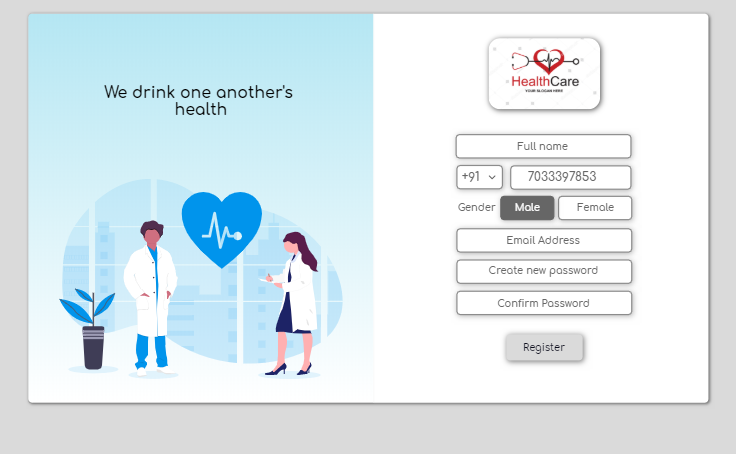 We drink one another's
health
HealthCare
YOUR SLOGAN HERE
Full name
+91
7033397853
Gender
Male
Female
Email Address
Create new password
Confirm Password
Register